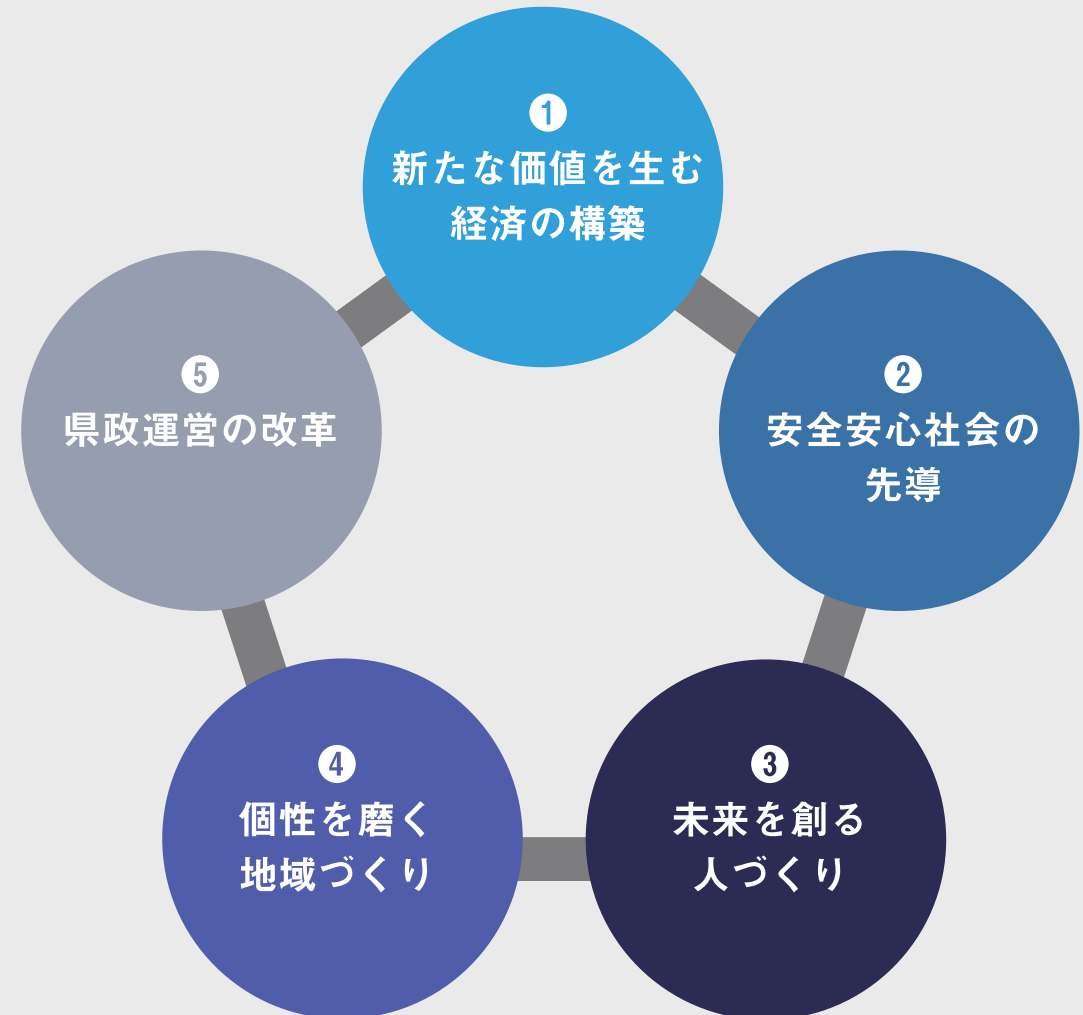 ❶
新たな価値を生む
経済の構築
❷
安全安心社会の
先導
❸
未来を創る
人づくり
❹
個性を磨く
地域づくり
❺
県政運営の改革